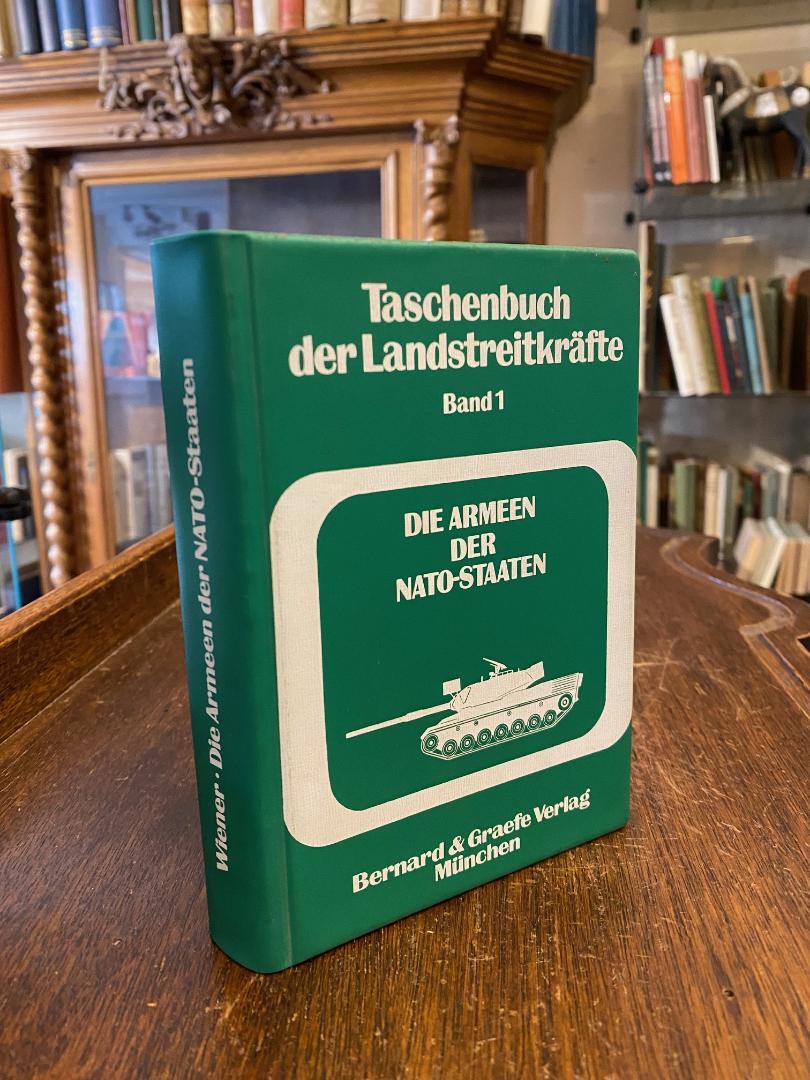 Taschenbuch
der Landstreitkräfte
Band 1
DIE ARMEEN
DER
NATO-STAATEN
Bernard & Graefe Verlag
München
Wiener · Die Armeen der NATO-Staaten